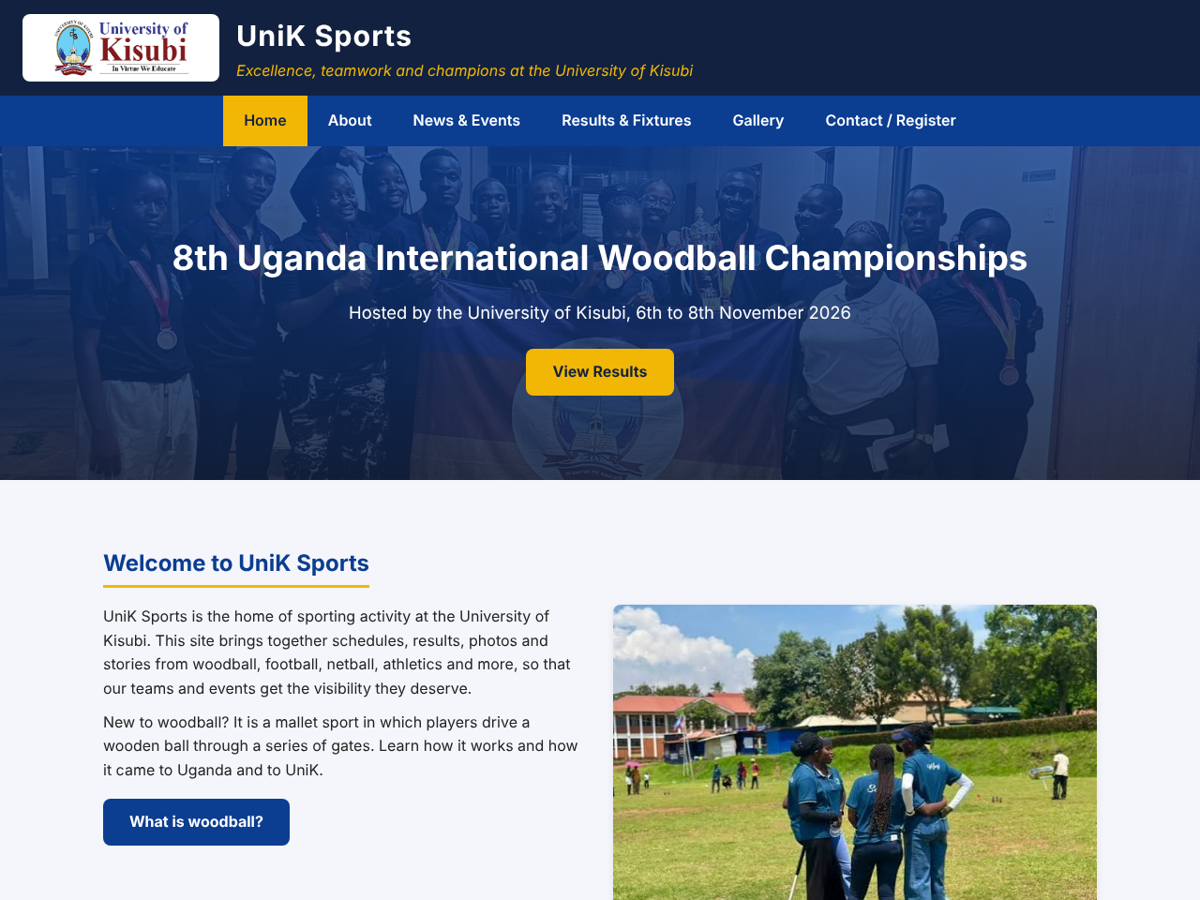 University of
Kisubi
In Virtue We Educate
UniK Sports
Excellence, teamwork and champions at the University of Kisubi
Home
About
News & Events
Results & Fixtures
Gallery
Contact / Register
8th Uganda International Woodball Championships
Hosted by the University of Kisubi, 6th to 8th November 2026
View Results
Welcome to UniK Sports
UniK Sports is the home of sporting activity at the University of
Kisubi. This site brings together schedules, results, photos and
stories from woodball, football, netball, athletics and more, so that
our teams and events get the visibility they deserve.
New to woodball? It is a mallet sport in which players drive a
wooden ball through a series of gates. Learn how it works and how
it came to Uganda and to UniK.
What is woodball?